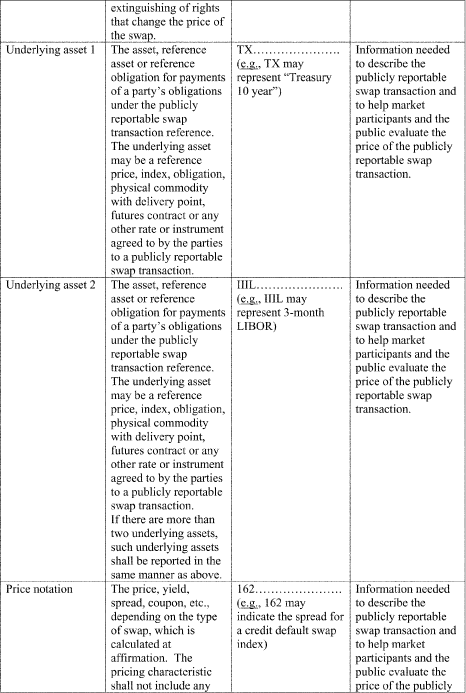 extinguishing of rights
that change the price of
the swap.
Underlying asset 1
The asset, reference
asset or reference
obligation for payments
of a party's obligations
under the publicly
reportable swap
transaction reference.
The underlying asset
may be a reference
price, index, obligation,
physical commodity
with delivery point,
futures contract or any
other rate or instrument
agreed to by the parties
to a publicly reportable
swap transaction.
TX………………….
(e.g., TX may
represent “Treasury
10 year”)
Information needed
to describe the
publicly reportable
swap transaction and
to help market
participants and the
public evaluate the
price of the publicly
reportable swap
transaction.
Underlying asset 2
The asset, reference
asset or reference
obligation for payments
of a party's obligations
under the publicly
reportable swap
transaction reference.
The underlying asset
may be a reference
price, index, obligation,
physical commodity
with delivery point,
futures contract or any
other rate or instrument
agreed to by the parties
to a publicly reportable
swap transaction.
If there are more than
two underlying assets,
such underlying assets
shall be reported in the
same manner as above.
IIIL………………….
(e.g., IIIL may
represent 3-month
LIBOR)
Information needed
to describe the
publicly reportable
swap transaction and
to help market
participants and the
public evaluate the
price of the publicly
reportable swap
transaction.
Price notation
The price, yield,
spread, coupon, etc.,
depending on the type
of swap, which is
calculated at
affirmation. The
pricing characteristic
shall not include any
162………………….
(e.g., 162 may
indicate the spread for
a credit default swap
index)
Information needed
to describe the
publicly reportable
swap transaction and
to help market
participants and the
public evaluate the
price of the publicly